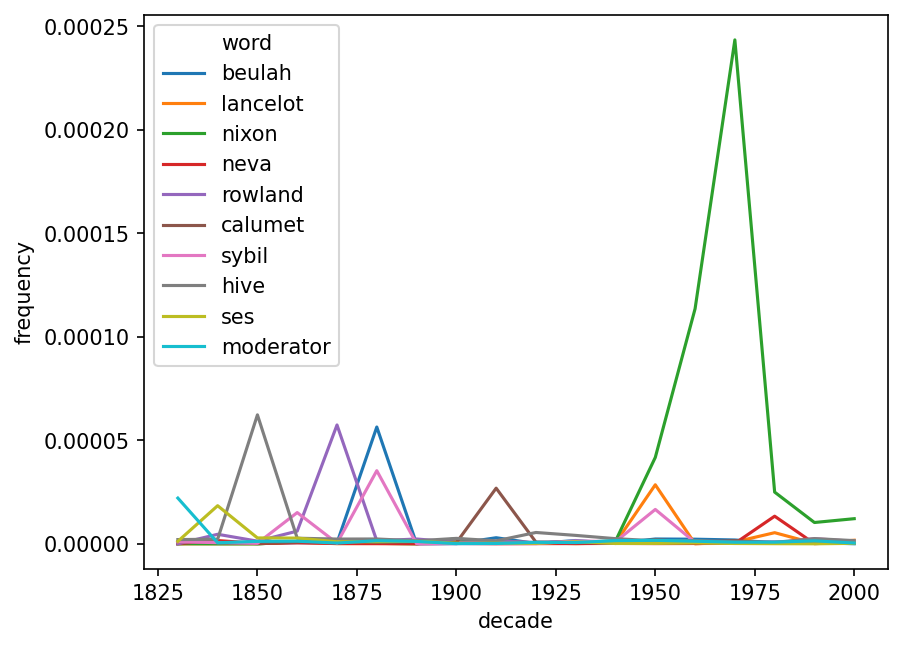 0.00025
0.00020
0.00015
0.00010
0.00005
0.00000
frequency
word
beulah
lancelot
nixon
neva
rowland
calumet
sybil
hive
ses
moderator
1825 1850 1875 1900 1925 1950 1975 2000
decade